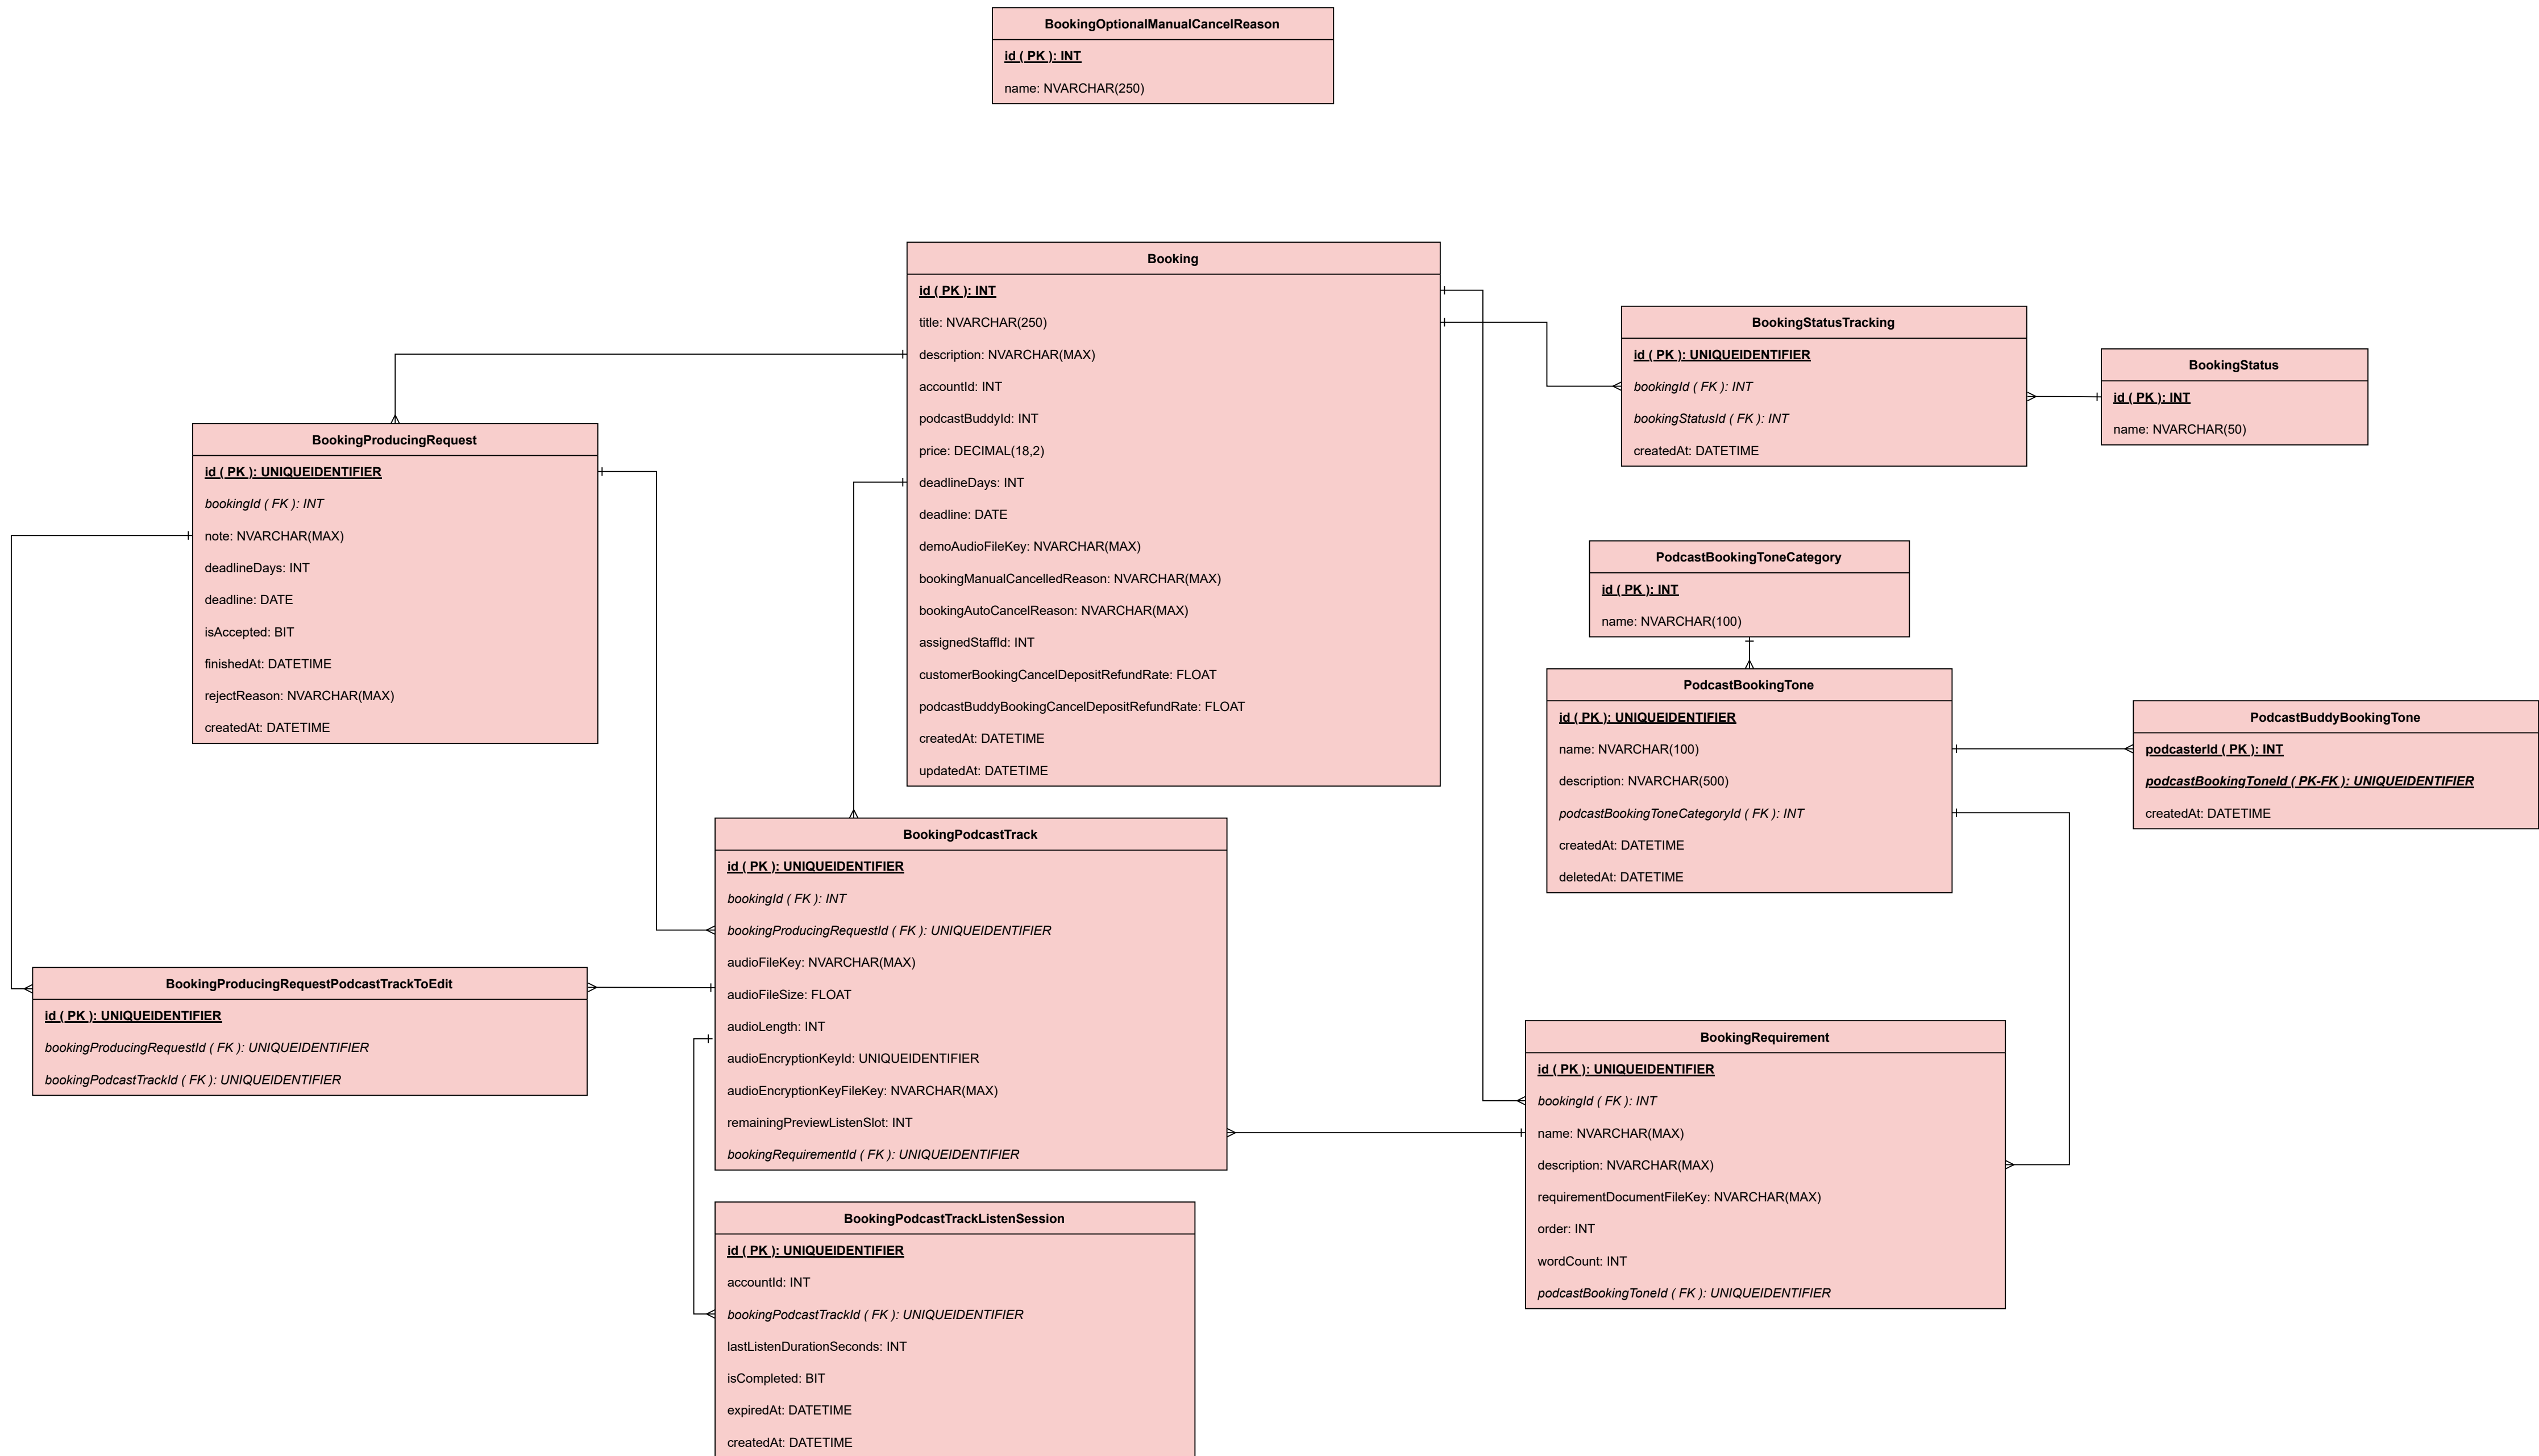 BookingOptionalManualCancelReason
id ( PK ): INT
name: NVARCHAR(250)
Booking
id ( PK ): INT
title: NVARCHAR(250)
description: NVARCHAR(MAX)
accountId: INT
podcastBuddyId: INT
price: DECIMAL(18,2)
deadlineDays: INT
deadline: DATE
demoAudioFileKey: NVARCHAR(MAX)
bookingManualCancelledReason: NVARCHAR(MAX)
bookingAutoCancelReason: NVARCHAR(MAX)
assignedStaffId: INT
customerBookingCancelDepositRefundRate: FLOAT
podcastBuddyBookingCancelDepositRefundRate: FLOAT
createdAt: DATETIME
updatedAt: DATETIME
BookingStatusTracking
id ( PK ): UNIQUEIDENTIFIER
bookingId ( FK ): INT
bookingStatusId ( FK ): INT
createdAt: DATETIME
BookingStatus
id ( PK ): INT
name: NVARCHAR(50)
BookingProducingRequest
id ( PK ): UNIQUEIDENTIFIER
bookingId ( FK ): INT
note: NVARCHAR(MAX)
deadlineDays: INT
deadline: DATE
isAccepted: BIT
finishedAt: DATETIME
rejectReason: NVARCHAR(MAX)
createdAt: DATETIME
PodcastBookingToneCategory
id ( PK ): INT
name: NVARCHAR(100)
PodcastBookingTone
id ( PK ): UNIQUEIDENTIFIER
name: NVARCHAR(100)
description: NVARCHAR(500)
podcastBookingToneCategoryId ( FK ): INT
createdAt: DATETIME
deletedAt: DATETIME
PodcastBuddyBookingTone
podcasterId ( PK ): INT
podcastBookingToneId ( PK-FK ): UNIQUEIDENTIFIER
createdAt: DATETIME
BookingPodcastTrack
id ( PK ): UNIQUEIDENTIFIER
bookingId ( FK ): INT
bookingProducingRequestId ( FK ): UNIQUEIDENTIFIER
audioFileKey: NVARCHAR(MAX)
audioFileSize: FLOAT
audioLength: INT
audioEncryptionKeyId: UNIQUEIDENTIFIER
audioEncryptionKeyFileKey: NVARCHAR(MAX)
remainingPreviewListenSlot: INT
bookingRequirementId ( FK ): UNIQUEIDENTIFIER
BookingProducingRequestPodcastTrackToEdit
id ( PK ): UNIQUEIDENTIFIER
bookingProducingRequestId ( FK ): UNIQUEIDENTIFIER
bookingPodcastTrackId ( FK ): UNIQUEIDENTIFIER
BookingRequirement
id ( PK ): UNIQUEIDENTIFIER
bookingId ( FK ): INT
name: NVARCHAR(MAX)
description: NVARCHAR(MAX)
requirementDocumentFileKey: NVARCHAR(MAX)
order: INT
wordCount: INT
podcastBookingToneId ( FK ): UNIQUEIDENTIFIER
BookingPodcastTrackListenSession
id ( PK ): UNIQUEIDENTIFIER
accountId: INT
bookingPodcastTrackId ( FK ): UNIQUEIDENTIFIER
lastListenDurationSeconds: INT
isCompleted: BIT
expiredAt: DATETIME
createdAt: DATETIME